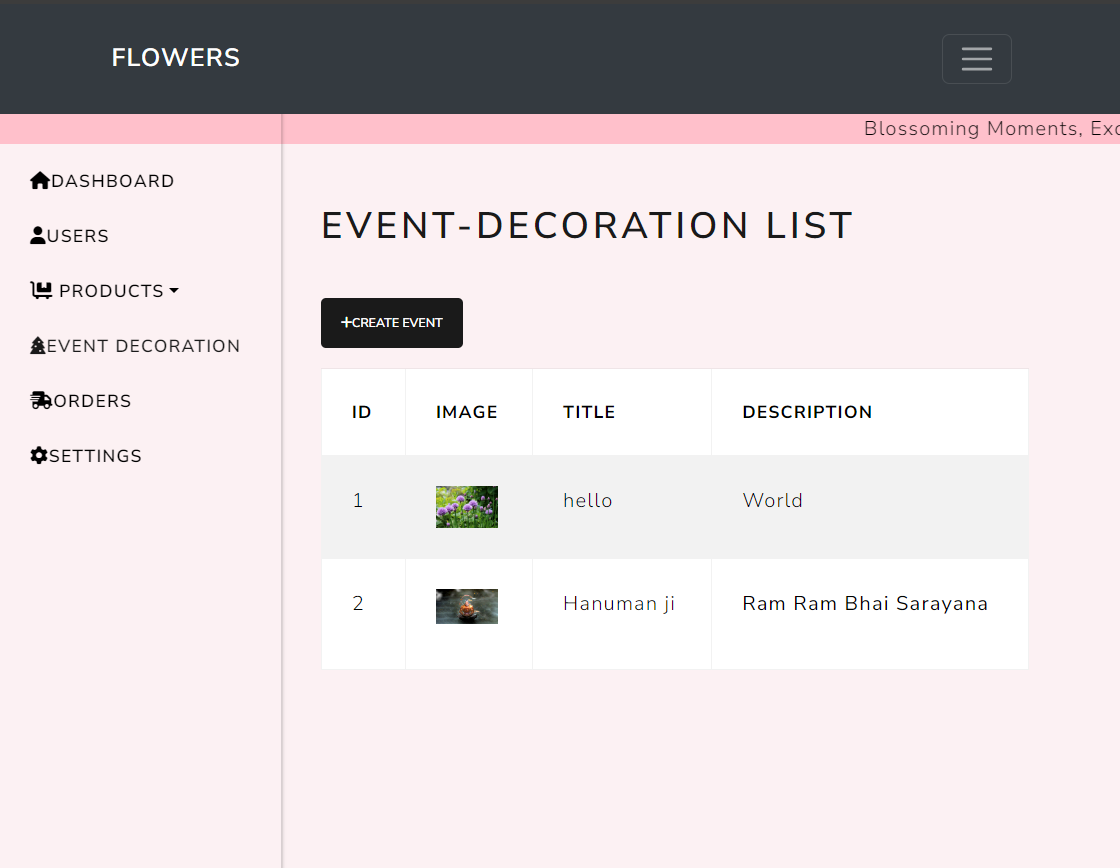 FLOWERS
Blossoming Moments,
DASHBOARD
USERS
PRODUCTS
EVENT DECORATION
ORDERS
SETTINGS
EVENT-DECORATION LIST
+CREATE EVENT
ID IMAGE TITLE DESCRIPTION
1 hello World
2 Hanuman ji Ram Ram Bhai Sarayana